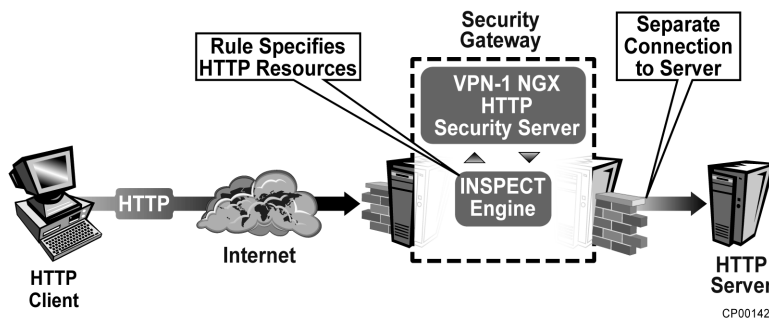 Rule Specifies
HTTP Resources
Security
Gateway
Separate
Connection
to Server
VPN-1 NGX
HTTP
Security Server
INSPECT
Engine
HTTP
Internet
HTTP
Client
HTTP
Server
CP00142